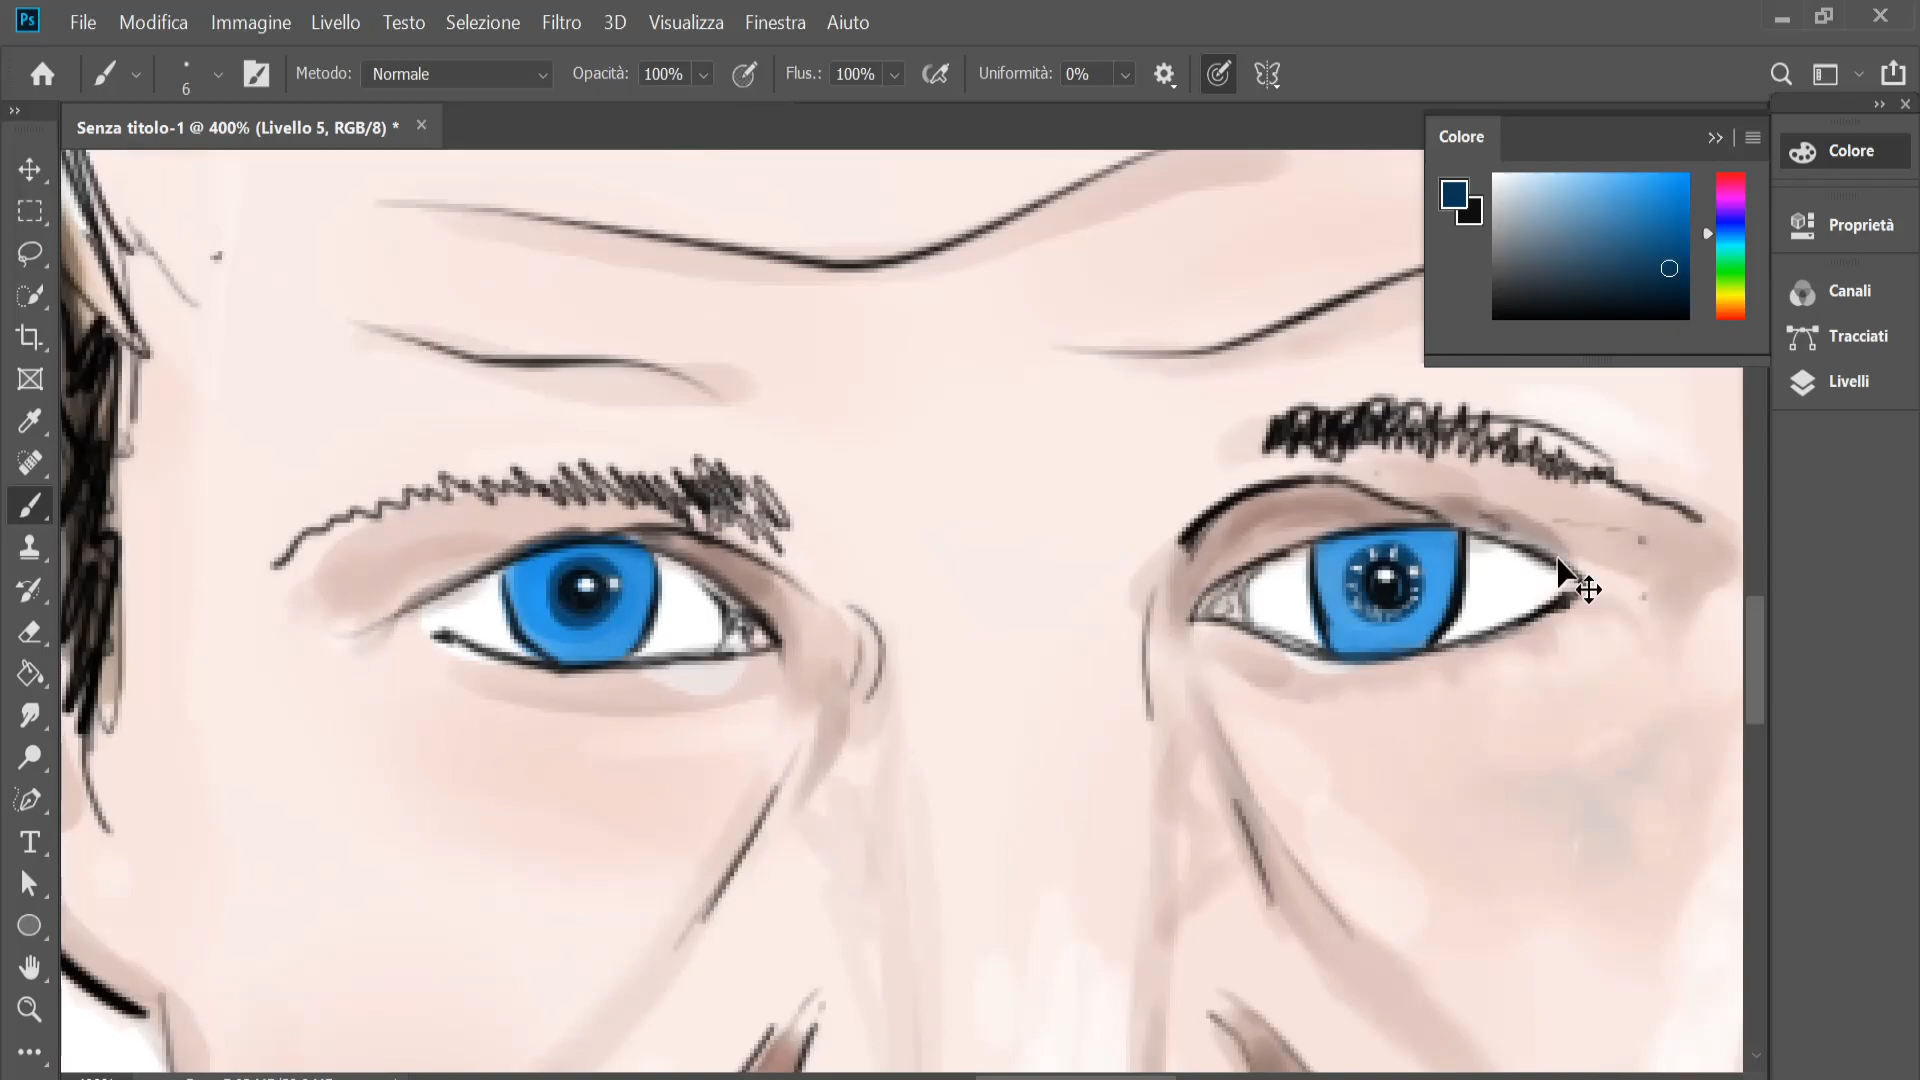 Ps File Modifica Immagine Livello Testo Selezione Filtro 3D Visualizza Finestra Aiuto
6 Metodo: Normale Opacità: 100% Flus.: 100% Uniformità: 0%
Senza titolo-1 @ 400% (Livello 5, RGB/8) *
Colore
Colore
Proprietà
Canali
Tracciati
Livelli